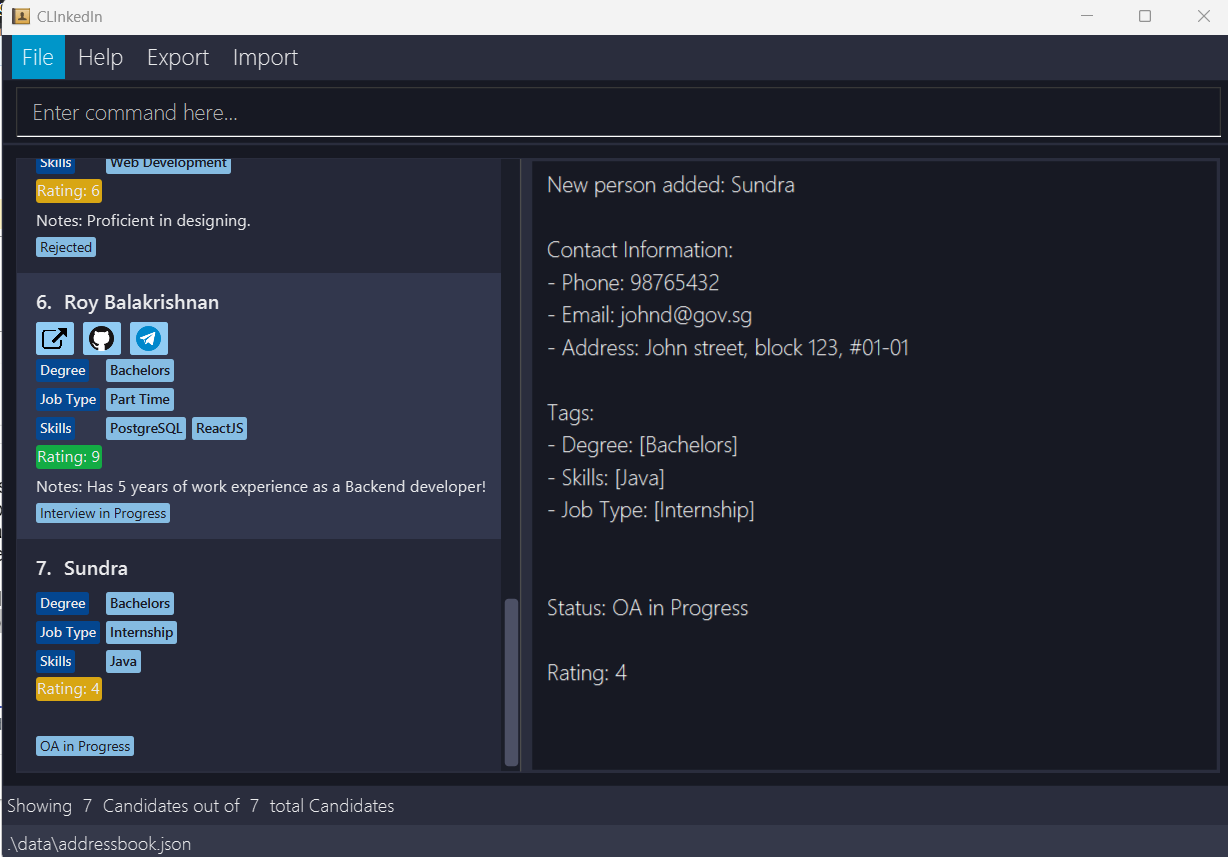 CLInkedIn
File Help Export Import
Enter command here...
Skills Web Development
Rating: 6
Notes: Proficient in designing.
Rejected
6. Roy Balakrishnan
Degree Bachelors
Job Type Part Time
Skills PostgreSQL ReactJS
Rating: 9
Notes: Has 5 years of work experience as a Backend developer!
Interview in Progress
7. Sundra
Degree Bachelors
Job Type Internship
Skills Java
Rating: 4
OA in Progress
New person added: Sundra
Contact Information:
- Phone: 98765432
- Email: johnd@gov.sg
- Address: John street, block 123, #01-01
Tags:
- Degree: [Bachelors]
- Skills: [Java]
- Job Type: [Internship]
Status: OA in Progress
Rating: 4
Showing 7 Candidates out of 7 total Candidates
.\data\addressbook.json